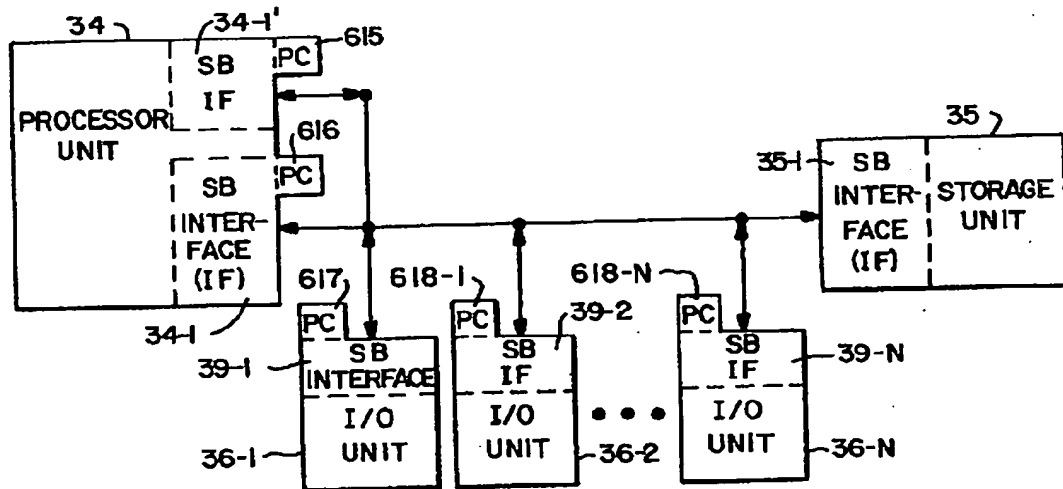 34
34-1'
615
SB
IF
PC
PROCESSOR
UNIT
616
PC
SB
INTER-
FACE
(IF)
34-1
35
35-1
SB
INTER-
FACE
(IF)
STORAGE
UNIT
617
PC
SB
INTERFACE
39-1
I/O
UNIT
36-1
618-1
PC
39-2
SB
IF
I/O
UNIT
36-2
618-N
PC
SB
IF
39-N
I/O
UNIT
36-N